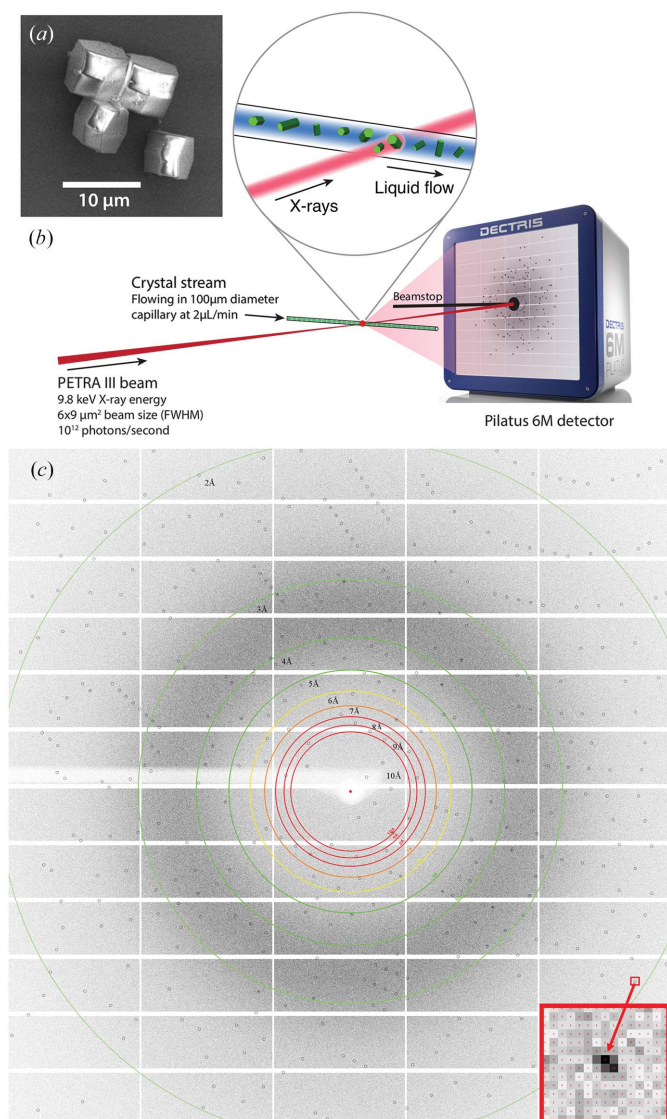 (a)
10 µm
X-rays
Liquid flow
(b)
DECTRIS
Crystal stream
Flowing in 100µm diameter
capillary at 2µL/min
Beamstop
DECTRIS
6M
PETRA III beam
9.8 keV X-ray energy
6x9 µm² beam size (FWHM)
10¹² photons/second
Pilatus 6M detector
(c)
2Å
3Å
4Å
5Å
6Å
7Å
8Å
9Å
10Å